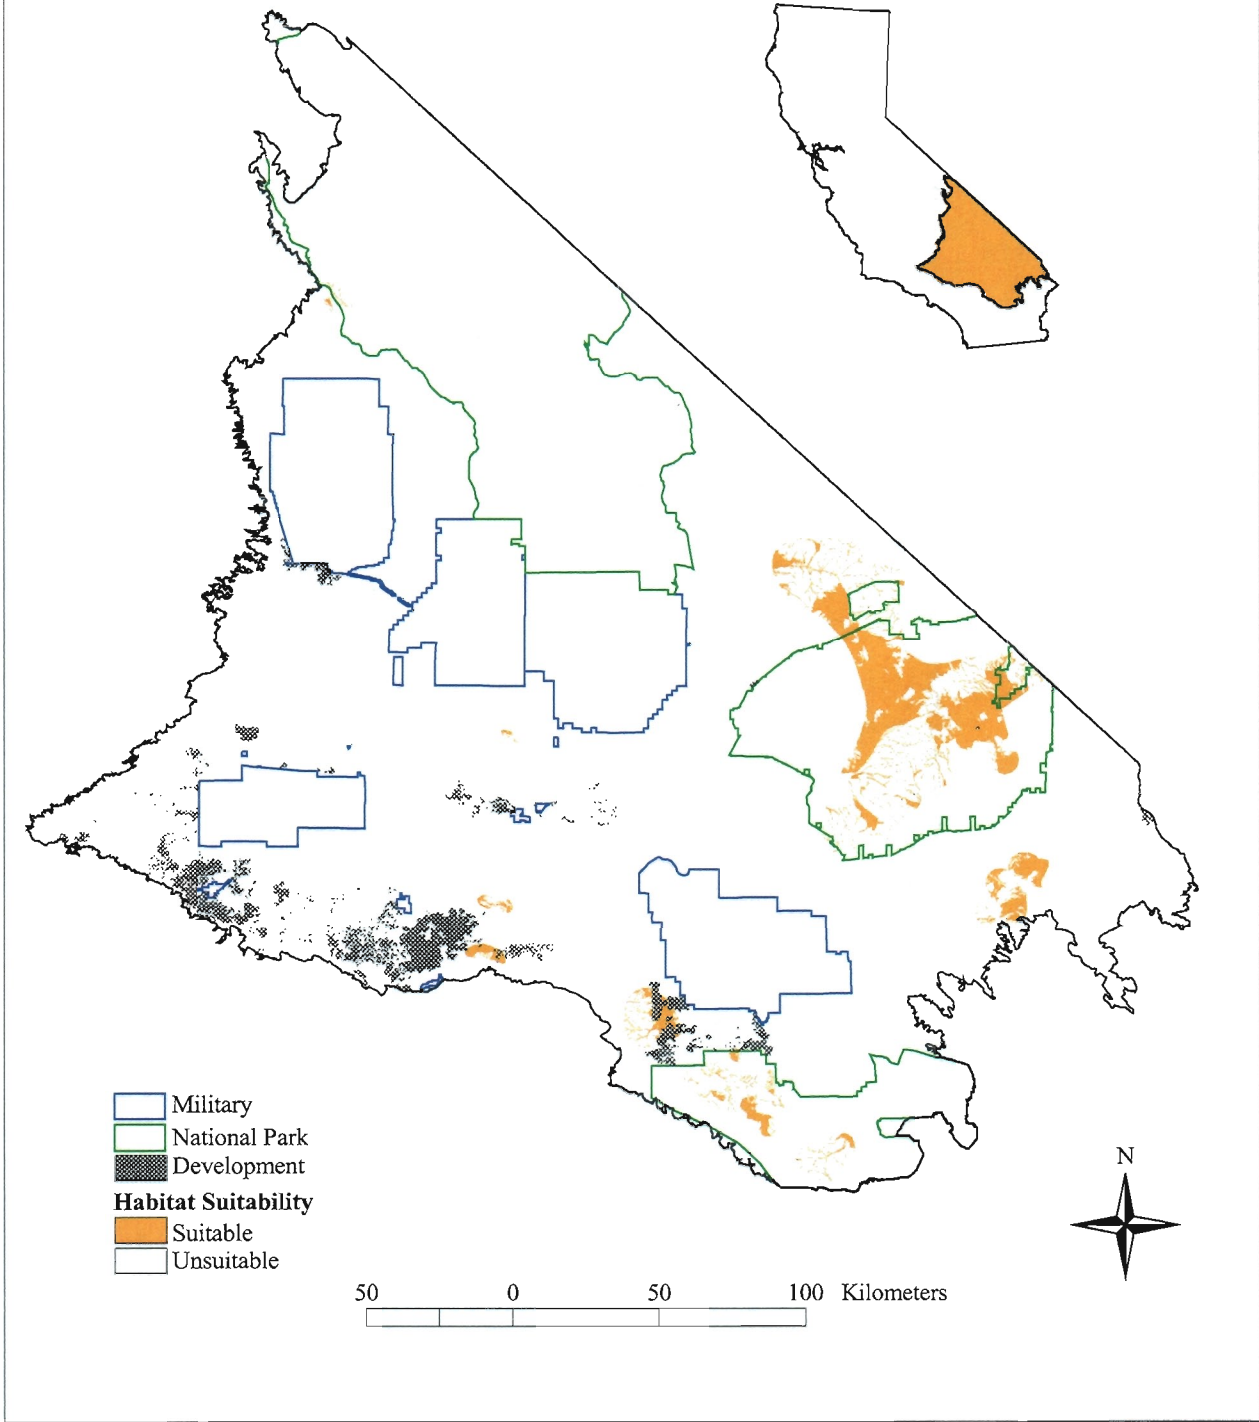 Military
National Park
Development
Habitat Suitability
Suitable
Unsuitable
N
50 0 50 100 Kilometers